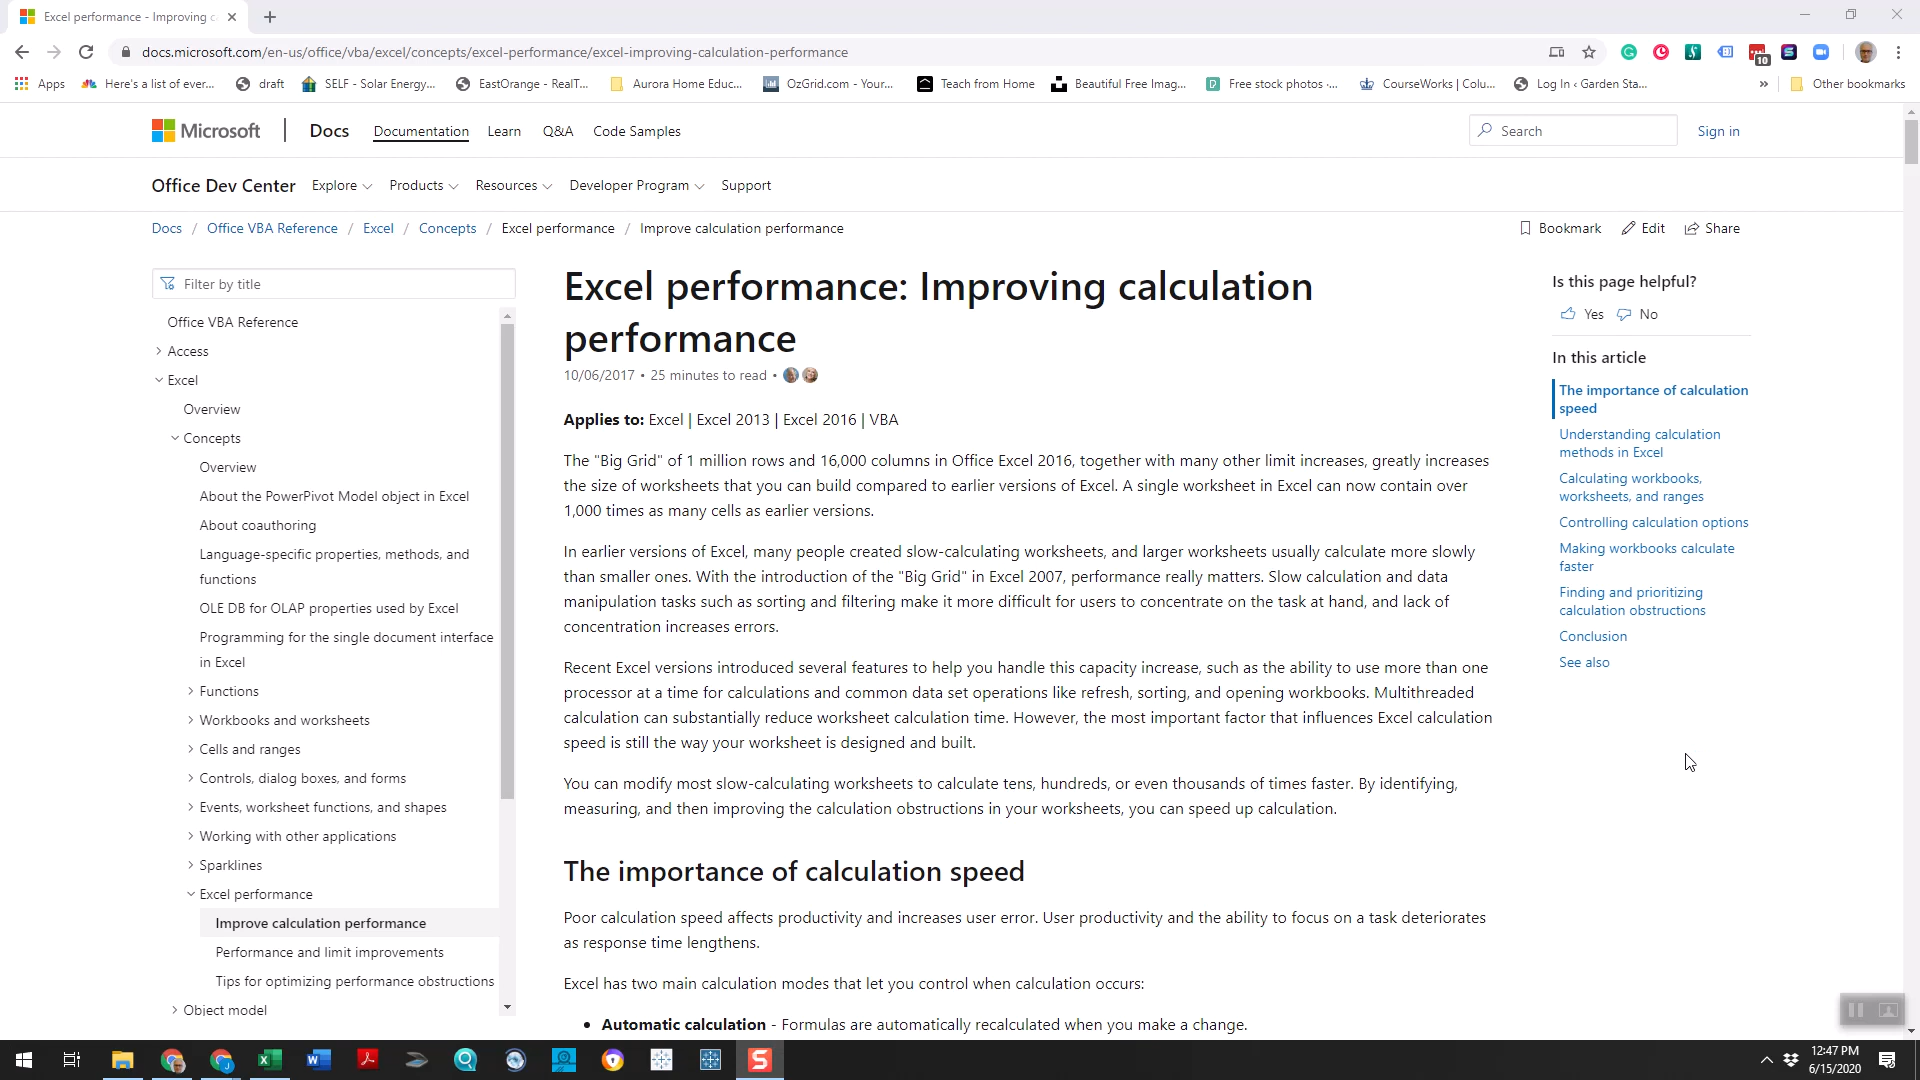 Excel performance - Improving c
docs.microsoft.com/en-us/office/vba/excel/concepts/excel-performance/excel-improving-calculation-performance
10
Apps
Here's a list of ever...
draft
SELF - Solar Energy...
EastOrange - RealT...
Aurora Home Educ...
OzGrid.com - Your...
Teach from Home
Beautiful Free Imag...
Free stock photos ·...
CourseWorks | Colu...
Log In ‹ Garden Sta...
»
Other bookmarks
Microsoft
Docs
Documentation
Learn
Q&A
Code Samples
Search
Sign in
Office Dev Center
Explore
Products
Resources
Developer Program
Support
Docs / Office VBA Reference / Excel / Concepts / Excel performance / Improve calculation performance
Bookmark
Edit
Share
Filter by title
Office VBA Reference
Access
Excel
Overview
Concepts
Overview
About the PowerPivot Model object in Excel
About coauthoring
Language-specific properties, methods, and
functions
OLE DB for OLAP properties used by Excel
Programming for the single document interface
in Excel
Functions
Workbooks and worksheets
Cells and ranges
Controls, dialog boxes, and forms
Events, worksheet functions, and shapes
Working with other applications
Sparklines
Excel performance
Improve calculation performance
Performance and limit improvements
Tips for optimizing performance obstructions
Object model
Excel performance: Improving calculation
performance
10/06/2017 • 25 minutes to read •
Applies to: Excel | Excel 2013 | Excel 2016 | VBA
The "Big Grid" of 1 million rows and 16,000 columns in Office Excel 2016, together with many other limit increases, greatly increases
the size of worksheets that you can build compared to earlier versions of Excel. A single worksheet in Excel can now contain over
1,000 times as many cells as earlier versions.
In earlier versions of Excel, many people created slow-calculating worksheets, and larger worksheets usually calculate more slowly
than smaller ones. With the introduction of the "Big Grid" in Excel 2007, performance really matters. Slow calculation and data
manipulation tasks such as sorting and filtering make it more difficult for users to concentrate on the task at hand, and lack of
concentration increases errors.
Recent Excel versions introduced several features to help you handle this capacity increase, such as the ability to use more than one
processor at a time for calculations and common data set operations like refresh, sorting, and opening workbooks. Multithreaded
calculation can substantially reduce worksheet calculation time. However, the most important factor that influences Excel calculation
speed is still the way your worksheet is designed and built.
You can modify most slow-calculating worksheets to calculate tens, hundreds, or even thousands of times faster. By identifying,
measuring, and then improving the calculation obstructions in your worksheets, you can speed up calculation.
The importance of calculation speed
Poor calculation speed affects productivity and increases user error. User productivity and the ability to focus on a task deteriorates
as response time lengthens.
Excel has two main calculation modes that let you control when calculation occurs:
• Automatic calculation - Formulas are automatically recalculated when you make a change.
Is this page helpful?
Yes
No
In this article
The importance of calculation
speed
Understanding calculation
methods in Excel
Calculating workbooks,
worksheets, and ranges
Controlling calculation options
Making workbooks calculate
faster
Finding and prioritizing
calculation obstructions
Conclusion
See also
12:47 PM
6/15/2020